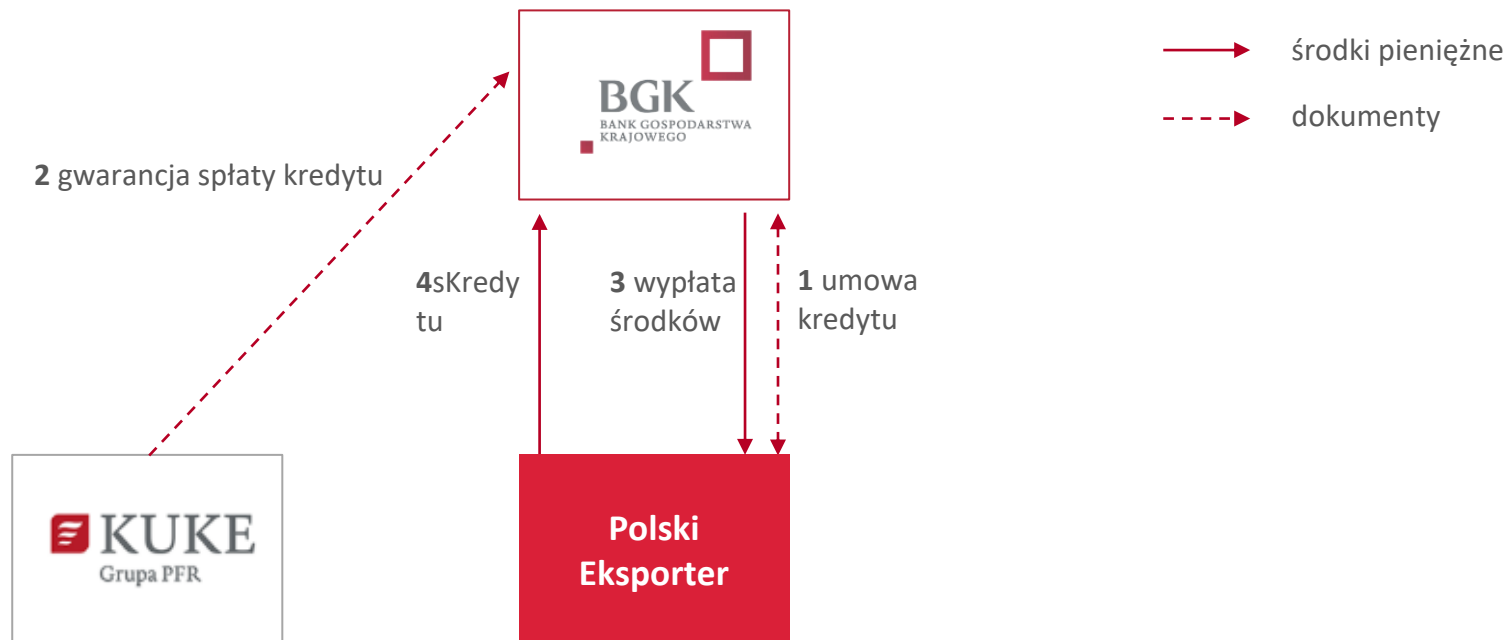 BGK
BANK GOSPODARSTWA
KRAJOWEGO
środki pieniężne
dokumenty
2 gwarancja spłaty kredytu
4sKredy
tu
3 wypłata
środków
1 umowa
kredytu
KUKE
Grupa PFR
Polski
Eksporter